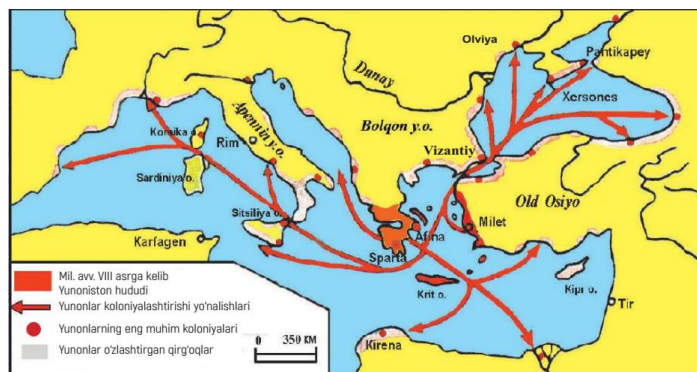 Olviya
Pantikapey
Dunay
Xersones
Korsika o.
Apennin y.o.
Bolqon y.o.
Rim
Vizantiy
Sardiniya o.
Old Osiyo
Sitsiliya o.
Milet
Afina
Karfagen
Sparta
Krit o.
Kipr o.
Tir
Kirena
Mil. avv. VIII asrga kelib
Yunoniston hududi
Yunonlar koloniyalashtirishi yo'nalishlari
Yunonlarning eng muhim koloniyalari
Yunonlar o'zlashtirgan qirg'oqlar
0 350 КМ